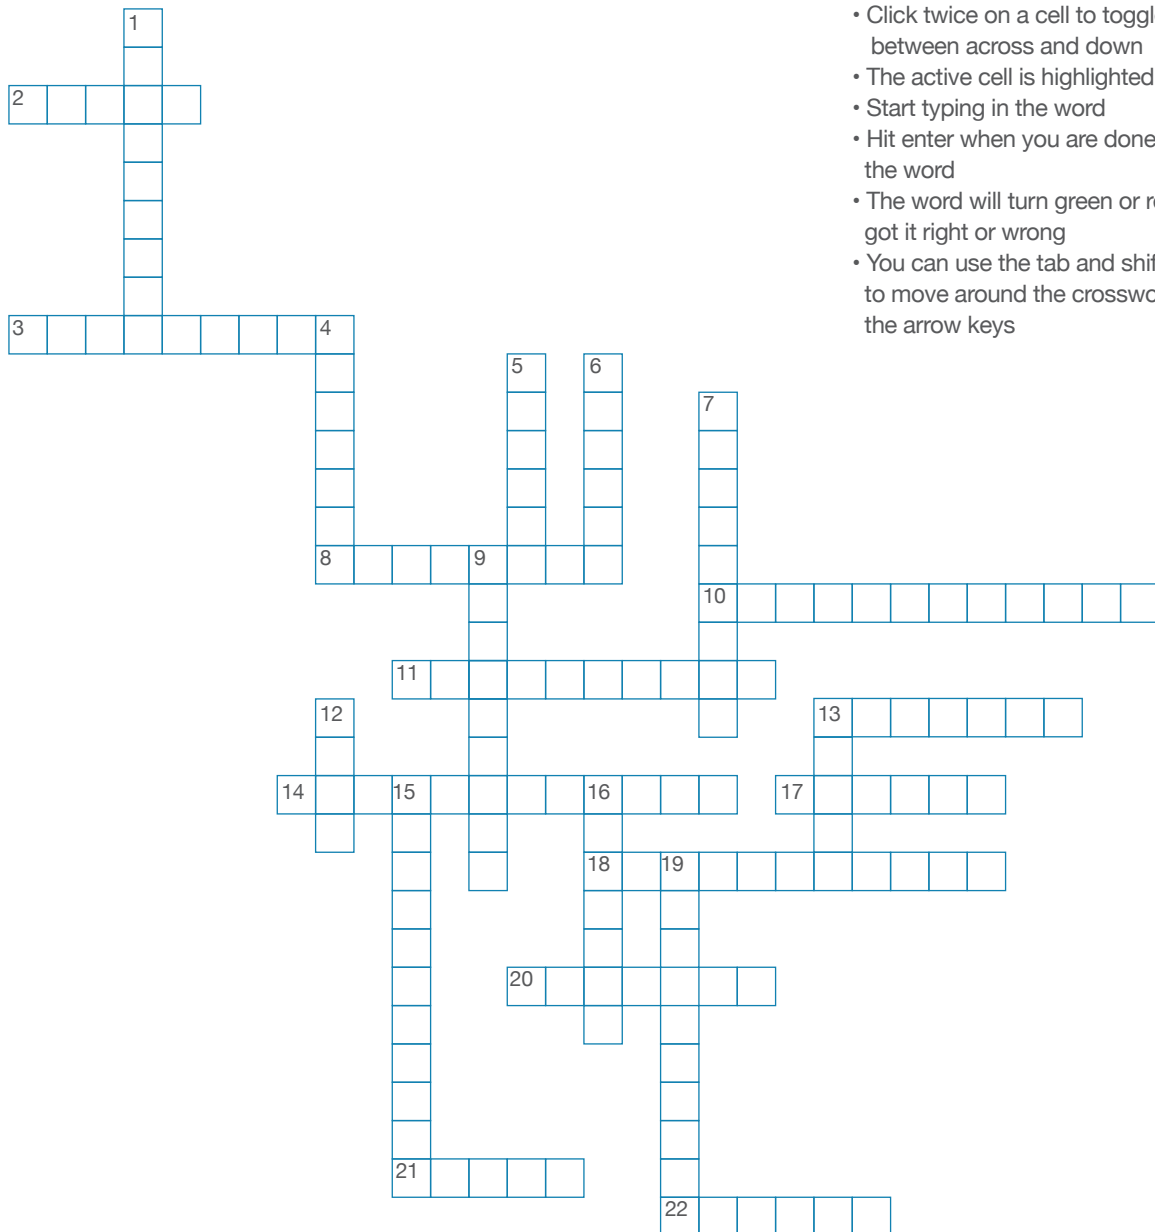 • Click twice on a cell to toggl
between across and down
• The active cell is highlighted
• Start typing in the word
• Hit enter when you are done
the word
• The word will turn green or
got it right or wrong
• You can use the tab and
to move around the
the arrow keys
1
2
3 4
5 6
7
8 9
10
11
12 13
14 15 16 17
18 19
20
21
22